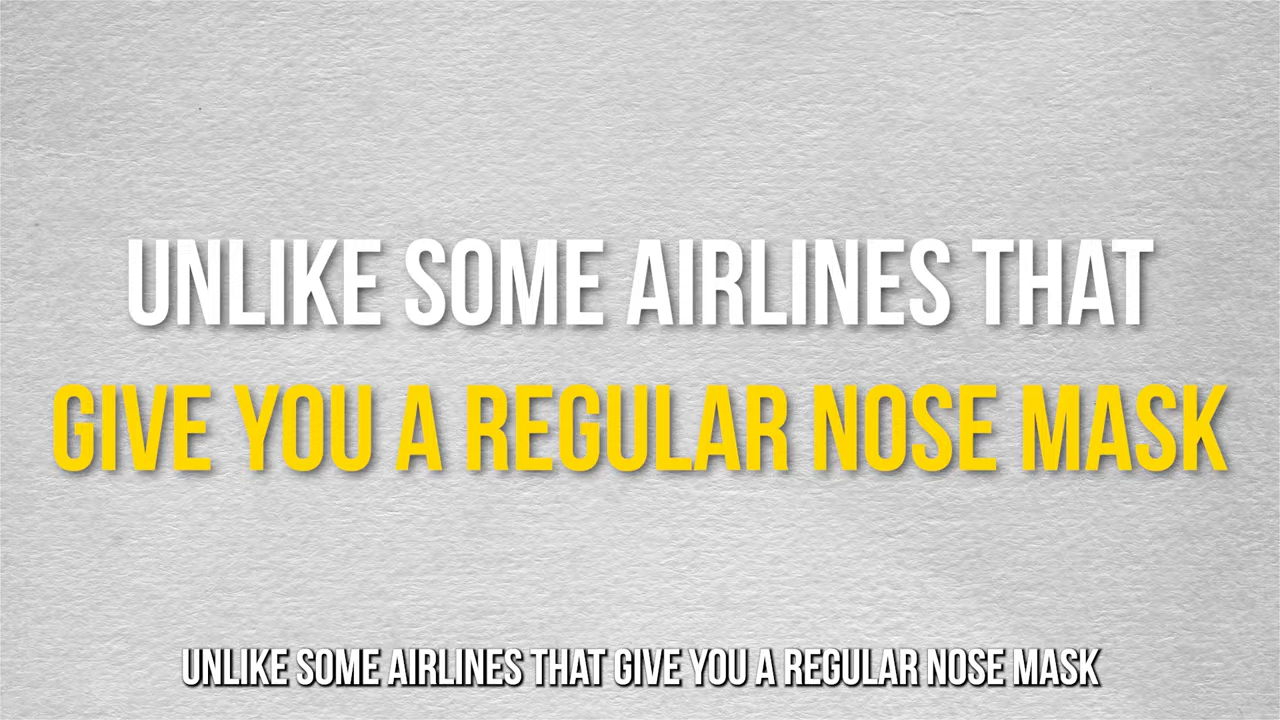 UNLIKE SOME AIRLINES THAT
GIVE YOU A REGULAR NOSE MASK
UNLIKE SOME AIRLINES THAT GIVE YOU A REGULAR NOSE MASK